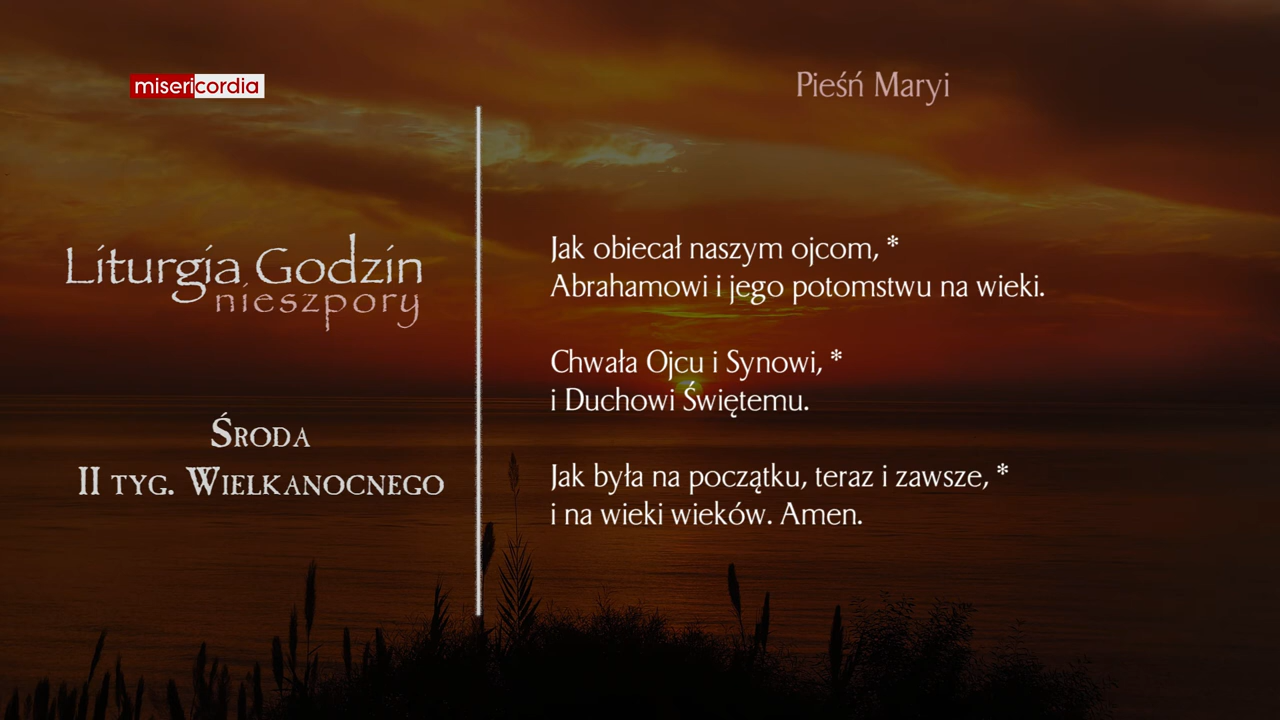 misericordia
Pieśń Maryi
Liturgia Godzin
nieszpory
Środa
II tyg. Wielkanocnego
Jak obiecał naszym ojcom, *
Abrahamowi i jego potomstwu na wieki.
Chwała Ojcu i Synowi, *
i Duchowi Świętemu.
Jak była na początku, teraz i zawsze, *
i na wieki wieków. Amen.